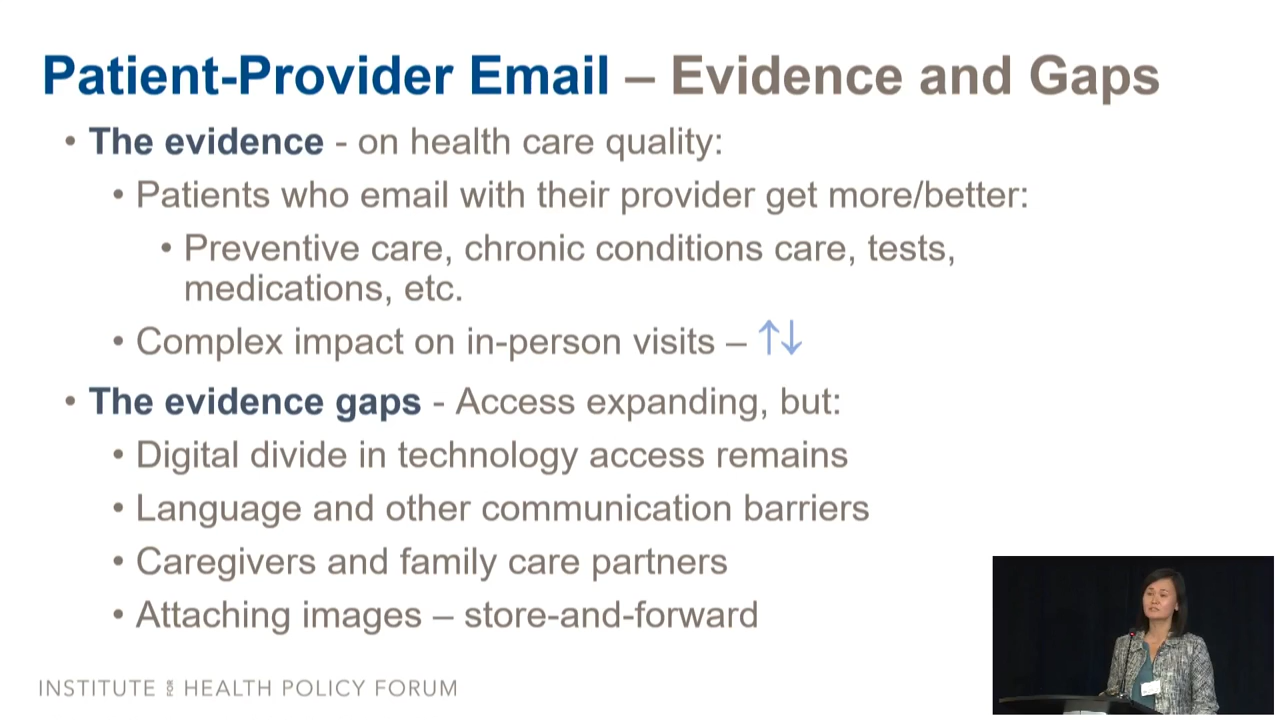 Patient-Provider Email – Evidence and Gaps
• The evidence - on health care quality:
• Patients who email with their provider get more/better:
• Preventive care, chronic conditions care, tests,
medications, etc.
• Complex impact on in-person visits – ↑↓
• The evidence gaps - Access expanding, but:
• Digital divide in technology access remains
• Language and other communication barriers
• Caregivers and family care partners
• Attaching images – store-and-forward
INSTITUTE FOR HEALTH POLICY FORUM